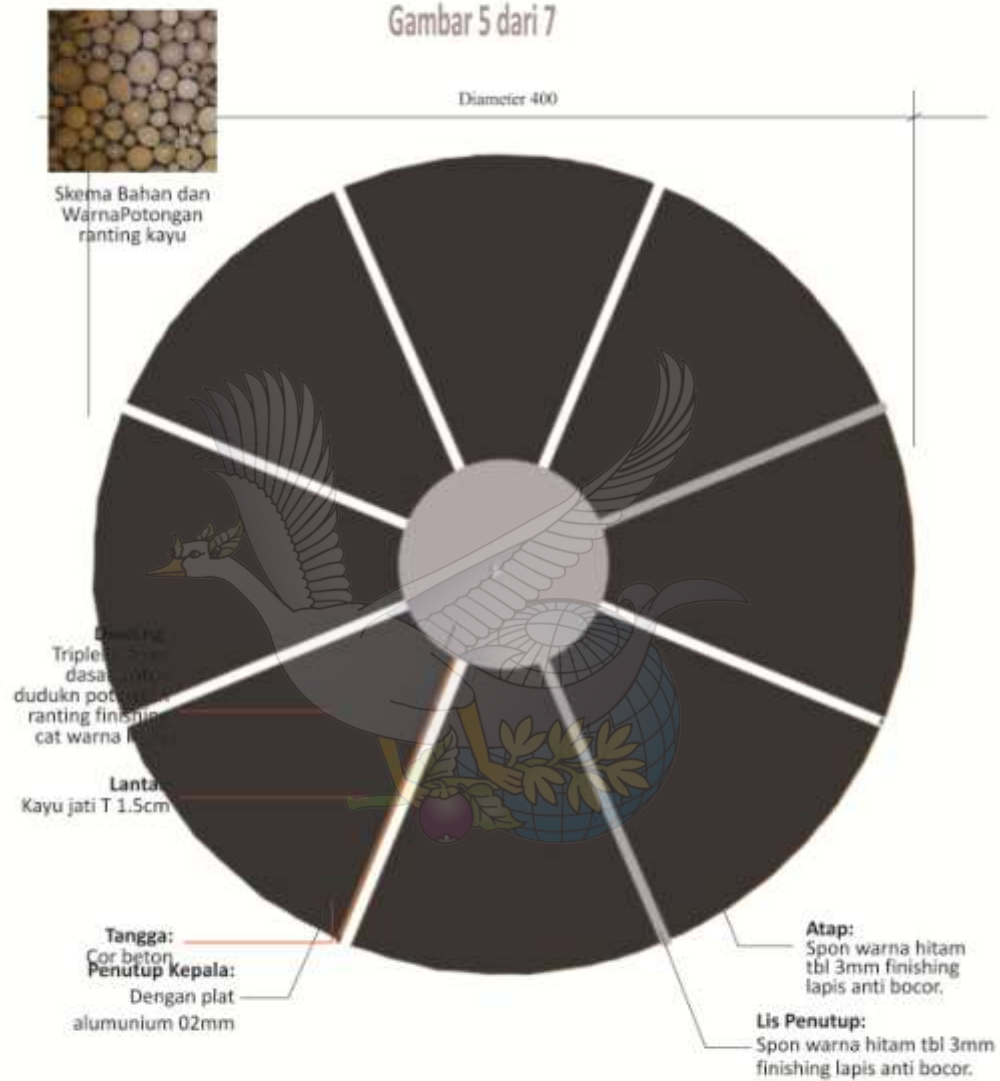 Gambar 5 dari 7
Diameter 400
Skema Bahan dan
WarnaPotongan
ranting kayu
dudukn
ranting finishing
cat warna
Lantai
Kayu jati T 1.5cm
Tangga:
Cor beton
Penutup Kepala:
Dengan plat
alumunium 02mm
Atap:
Spon warna hitam
tbl 3mm finishing
lapis anti bocor.
Lis Penutup:
Spon warna hitam tbl 3mm
finishing lapis anti bocor.